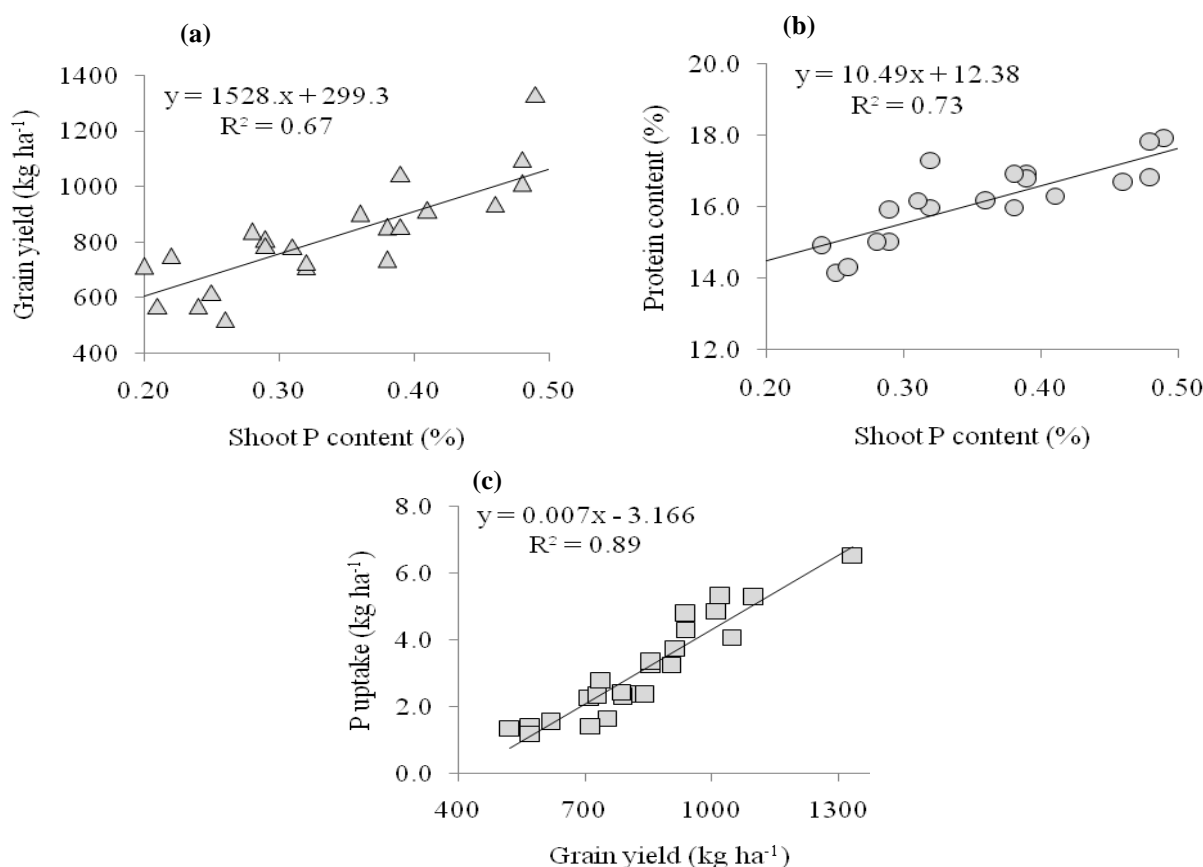 (a)
y = 1528.x + 299.3
R² = 0.67
Grain yield (kg ha⁻¹)
1400
1200
1000
800
600
400
0.20 0.30 0.40 0.50
Shoot P content (%)
(b)
y = 10.49x + 12.38
R² = 0.73
Protein content (%)
20.0
18.0
16.0
14.0
12.0
0.20 0.30 0.40 0.50
Shoot P content (%)
(c)
y = 0.007x - 3.166
R² = 0.89
P uptake (kg ha⁻¹)
8.0
6.0
4.0
2.0
0.0
400 700 1000 1300
Grain yield (kg ha⁻¹)